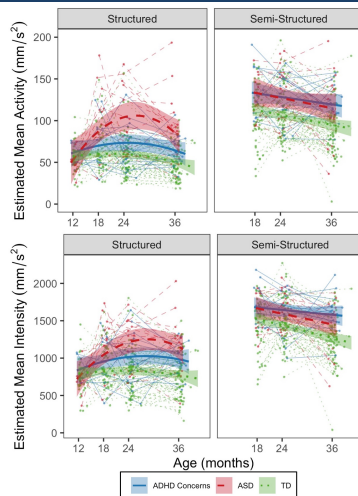 Structured Semi-Structured
Estimated Mean Activity (mm/s²)
200
150
100
50
0
12 18 24 36 18 24 36
Structured Semi-Structured
Estimated Mean Intensity (mm/s²)
2000
1500
1000
500
0
12 18 24 36 18 24 36
Age (months)
ADHD Concerns ASD TD